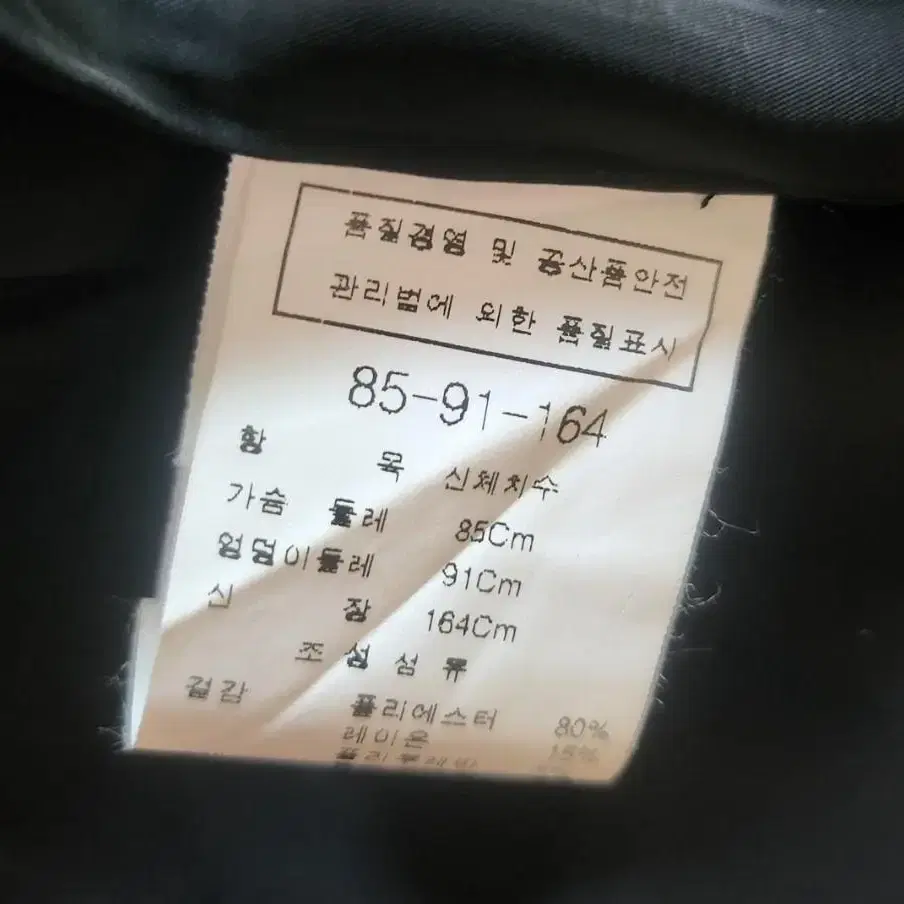 품질경영 및 공산품안전
관리법에 의한 품질표시
85-91-164
항 목 신체치수
가슴 둘레 85Cm
엉덩이둘레 91Cm
신 장 164Cm
조 성 섬 류
겉감 폴리에스터 80%
레이온 15%